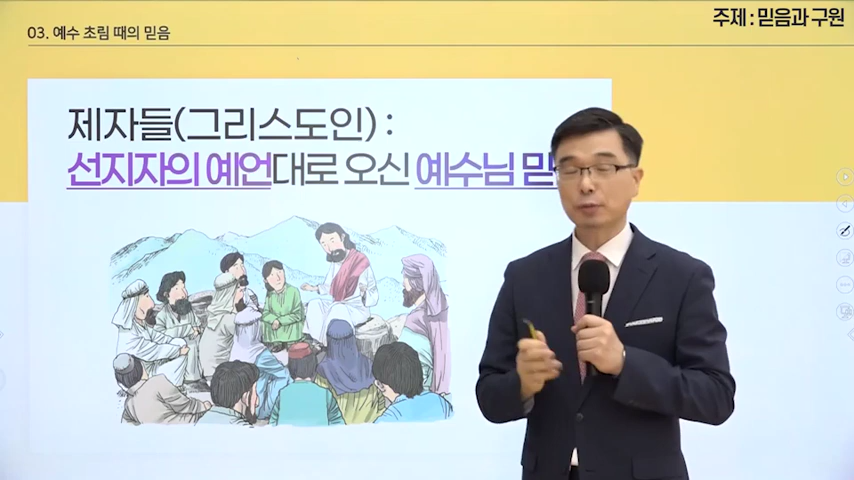 주제 : 믿음과 구원
03. 예수 초림 때의 믿음
제자들(그리스도인) :
선지자의 예언대로 오신 예수님 믿